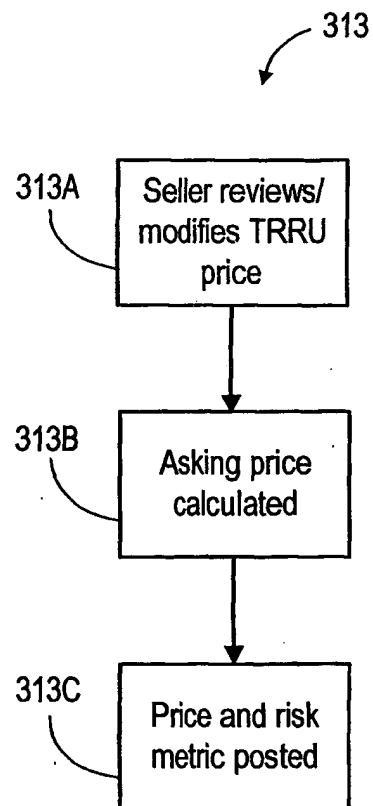 313
313A
Seller reviews/
modifies TRRU
price
313B
Asking price
calculated
313C
Price and risk
metric posted